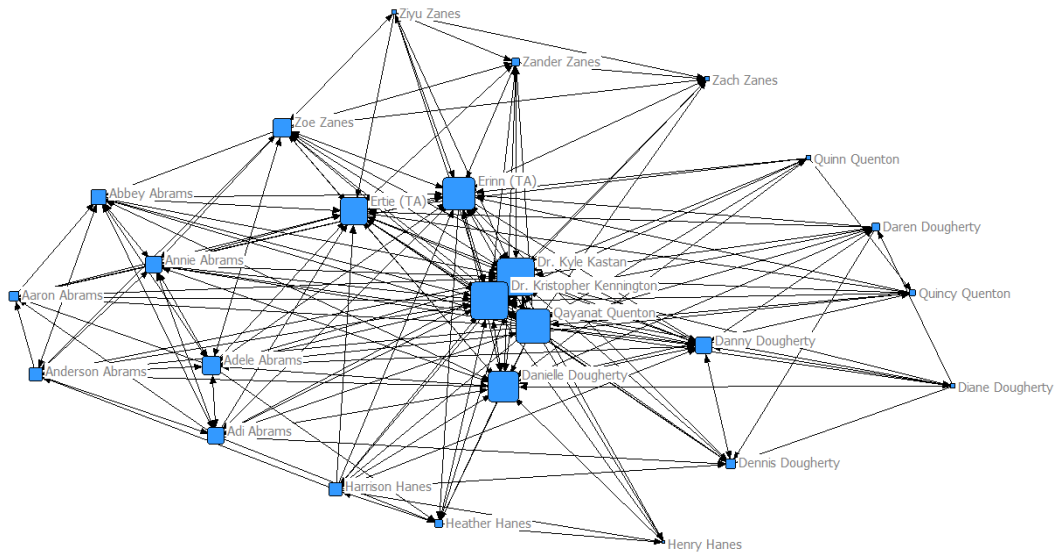 Ziyu Zanes
Zander Zanes
Zach Zanes
Zoe Zanes
Quinn Quenton
Erinn (TA)
Abbey Abrams
Ertie (TA)
Daren Dougherty
Annie Abrams
Dr. Kyle Kastan
Dr. Kristopher Kennington
Aaron Abrams
Quincy Quenton
Qayanat Quenton
Danny Dougherty
Adele Abrams
Anderson Abrams
Danielle Dougherty
Diane Dougherty
Adi Abrams
Dennis Dougherty
Harrison Hanes
Heather Hanes
Henry Hanes